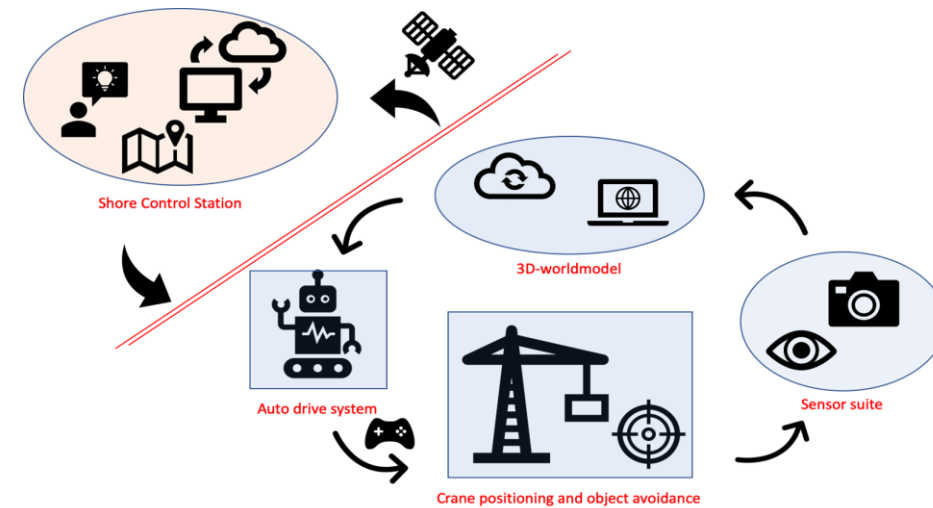 Shore Control Station
3D-worldmodel
Auto drive system
Sensor suite
Crane positioning and object avoidance